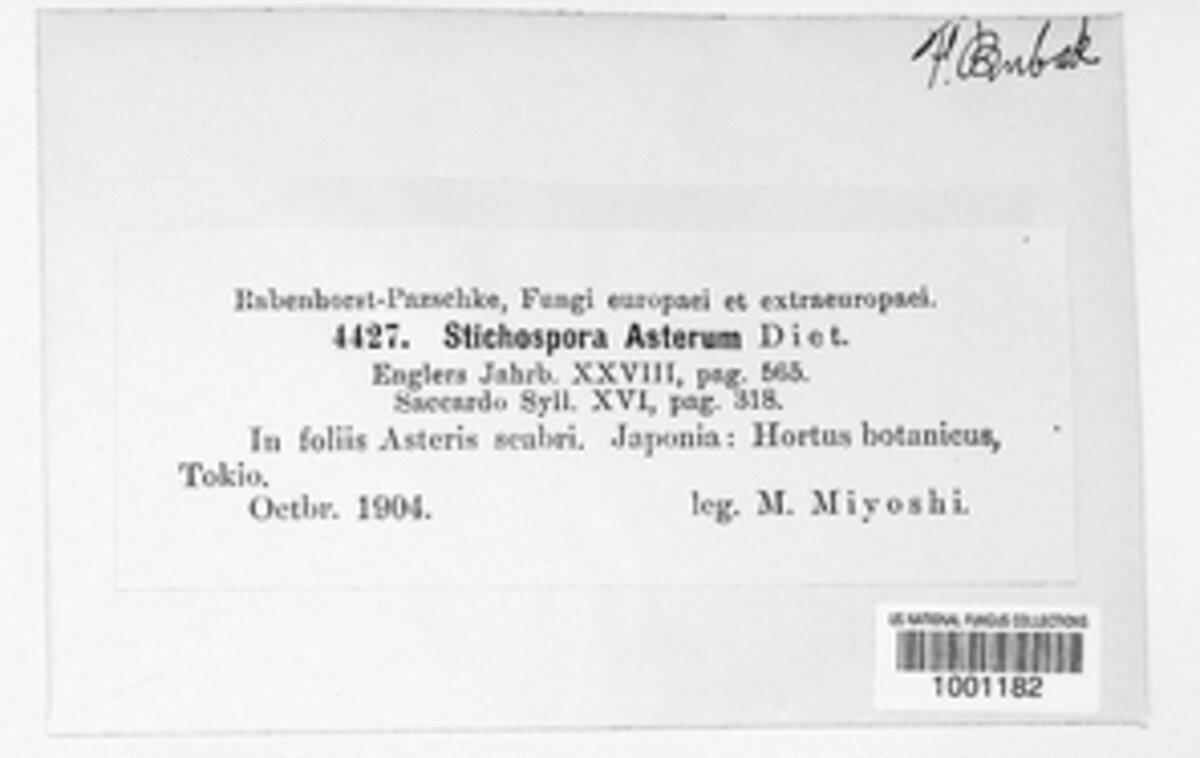 F. Bubak
Rabenhorst-Pazschke, Fungi europaei et extraeuropaei.
4427. Stichospora Asterum Diet.
Englers Jahrb. XXVIII, pag. 565.
Saccardo Syll. XVI, pag. 318.
In foliis Asteris scabri. Japonia: Hortus botanicus,
Tokio.
Octbr. 1904. leg. M. Miyoshi.
US NATIONAL FUNGUS COLLECTIONS
1001182